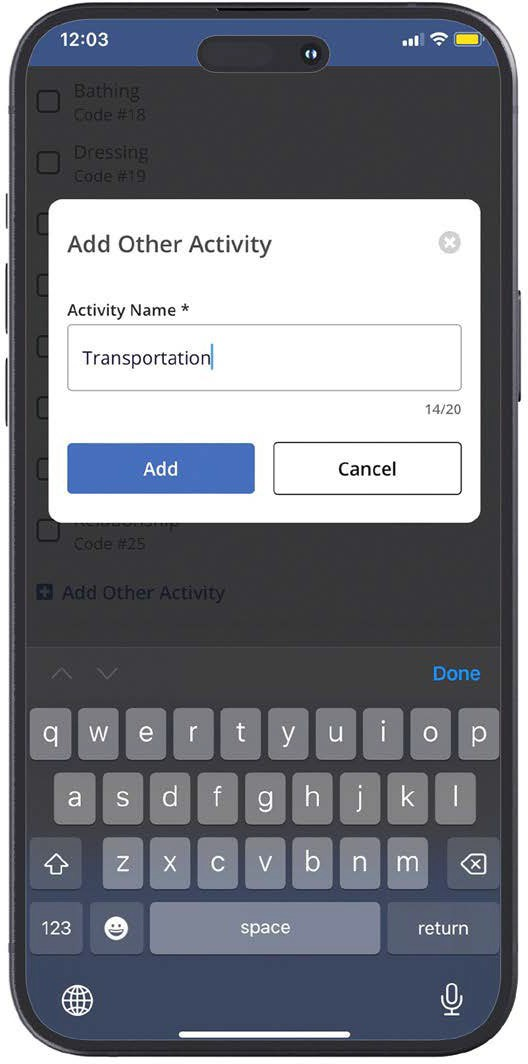 12:03
Bathing
Code #18
Dressing
Code #19
Add Other Activity
Activity Name *
Transportation
14/20
Add
Cancel
Relationship
Code #25
Add Other Activity
Done
q w e r t y u i o p
a s d f g h j k l
z x c v b n m
123
space
return